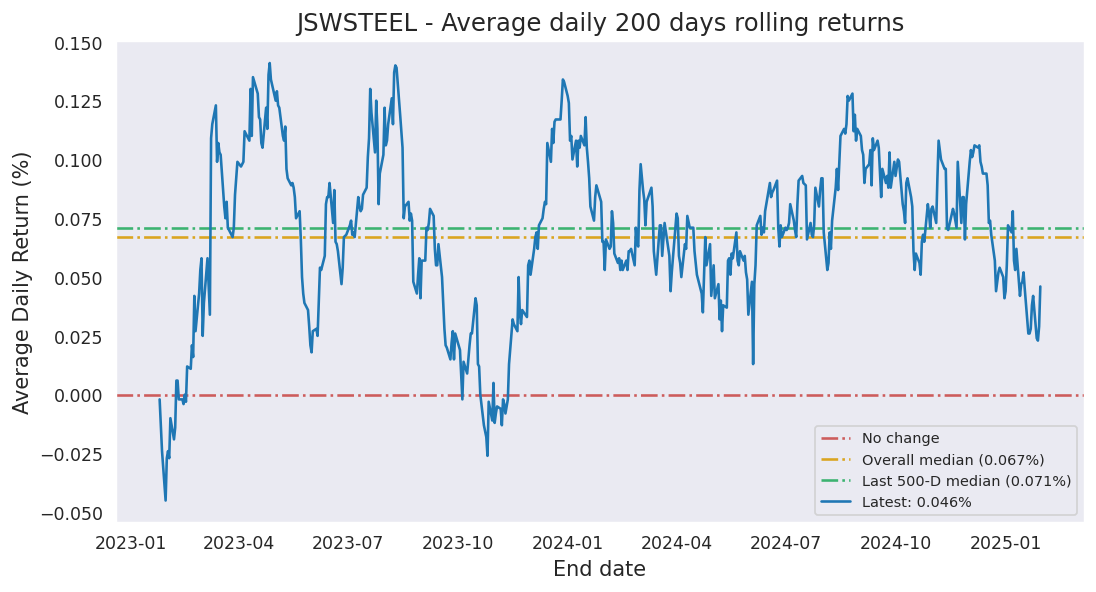 JSWSTEEL - Average daily 200 days rolling returns
Average Daily Return (%)
0.150
0.125
0.100
0.075
0.050
0.025
0.000
−0.025
−0.050
No change
Overall median (0.067%)
Last 500-D median (0.071%)
Latest: 0.046%
2023-01 2023-04 2023-07 2023-10 2024-01 2024-04 2024-07 2024-10 2025-01
End date